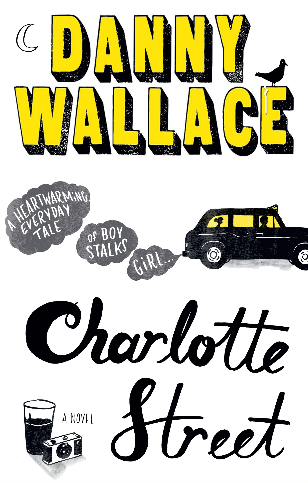 DANNY
WALLACE
A HEARTWARMING,
EVERYDAY
TALE
OF BOY
STALKS
GIRL...
Charlotte
A NOVEL
Street